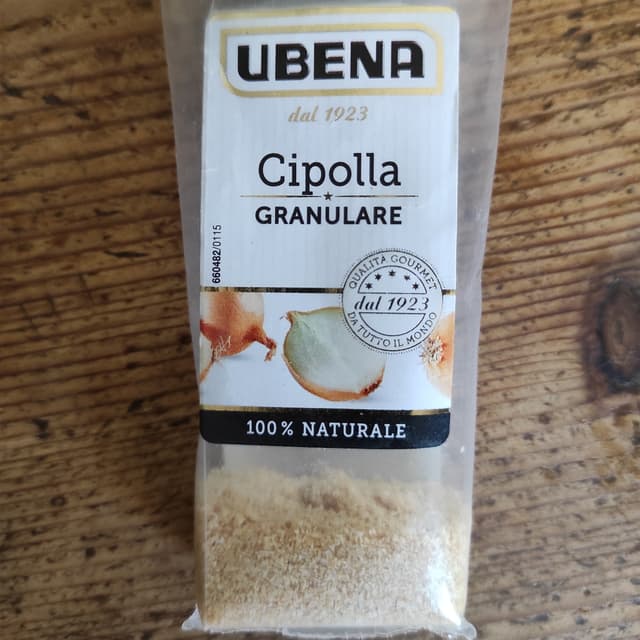 UBENA
dal 1923
Cipolla
GRANULARE
660482/0115
QUALITÀ GOURMET
dal 1923
DA TUTTO IL MONDO
100% NATURALE